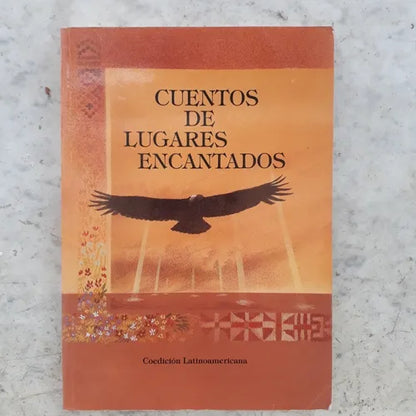 CUENTOS
DE
LUGARES
ENCANTADOS
Coedición Latinoamericana